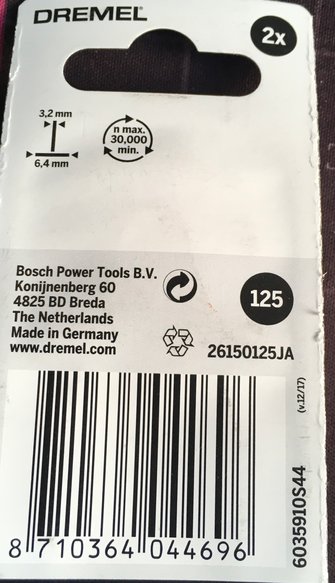 DREMEL
2x
3,2 mm
6,4 mm
n max.
30,000
min.
Bosch Power Tools B.V.
Konijnenberg 60
4825 BD Breda
The Netherlands
Made in Germany
www.dremel.com
125
26150125JA
(v.12/17)
6035910S44
8 710364 044696